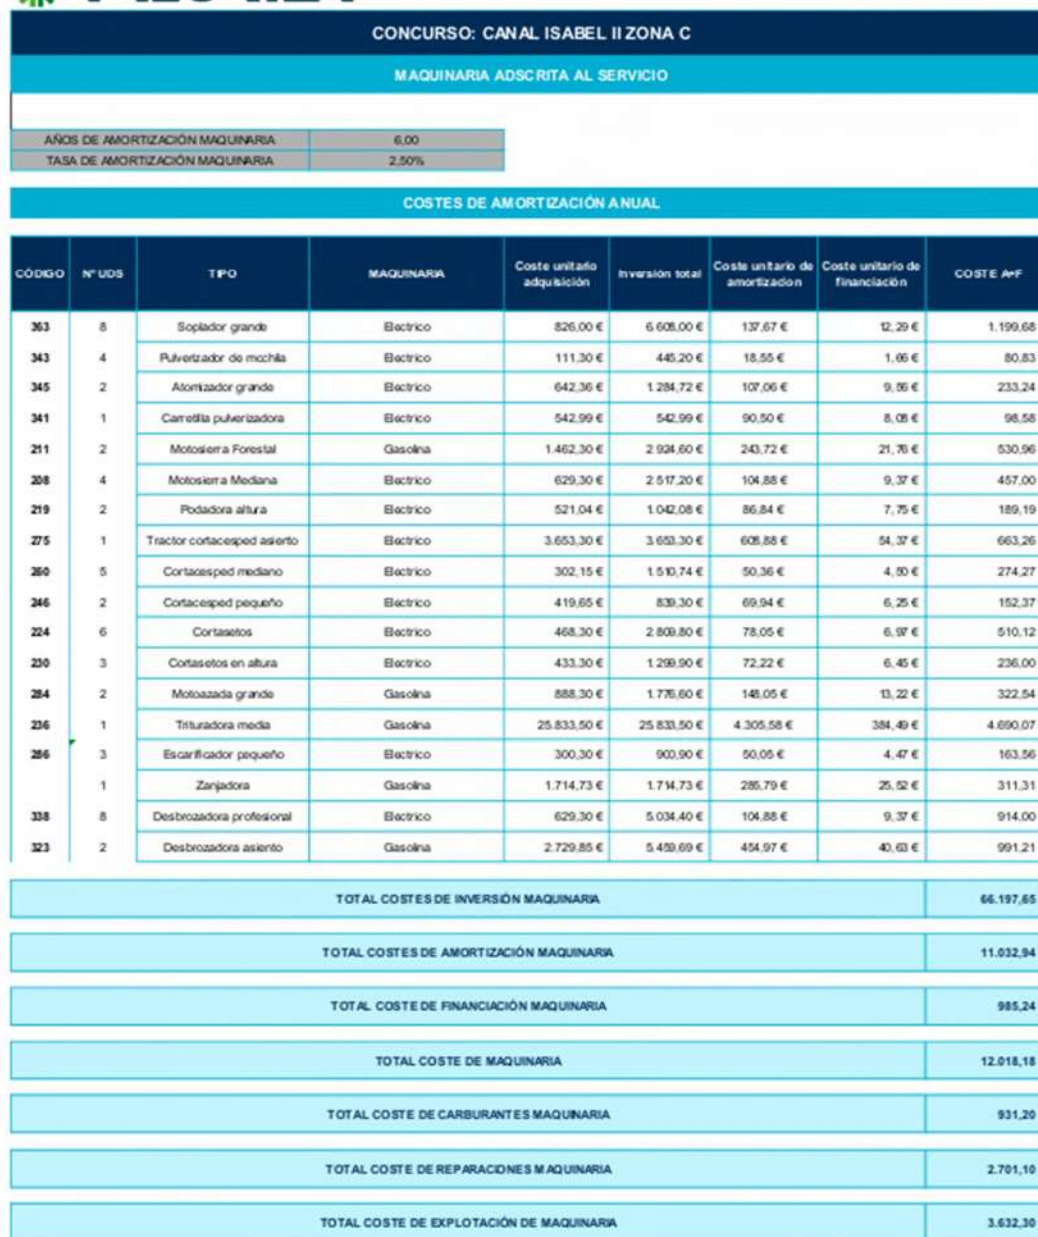 CONCURSO: CANAL ISABEL II ZONA C
MAQUINARIA ADSCRITA AL SERVICIO
AÑOS DE AMORTIZACIÓN MAQUINARIA 6,00
TASA DE AMORTIZACIÓN MAQUINARIA 2,50%
COSTES DE AMORTIZACIÓN ANUAL
CÓDIGO Nº UDS TIPO MAQUINARIA Coste unitario adquisición Inversión total Coste unitario de amortizacion Coste unitario de financiación COSTE A+F
363 8 Soplador grande Electrico 826,00 € 6.608,00 € 137,67 € 12,29 € 1.199,68
343 4 Pulverizador de mochila Electrico 111,30 € 445,20 € 18,55 € 1,66 € 80,83
345 2 Atomizador grande Electrico 642,36 € 1.284,72 € 107,06 € 9,56 € 233,24
341 1 Carretilla pulverizadora Electrico 542,99 € 542,99 € 90,50 € 8,08 € 98,58
211 2 Motosierra Forestal Gasolina 1.462,30 € 2.924,60 € 243,72 € 21,76 € 530,96
208 4 Motosierra Mediana Electrico 629,30 € 2.517,20 € 104,88 € 9,37 € 457,00
219 2 Podadora altura Electrico 521,04 € 1.042,08 € 86,84 € 7,75 € 189,19
275 1 Tractor cortacesped asiento Electrico 3.653,30 € 3.653,30 € 608,88 € 54,37 € 663,26
260 5 Cortacesped mediano Electrico 302,15 € 1.510,74 € 50,36 € 4,50 € 274,27
246 2 Cortacesped pequeño Electrico 419,65 € 839,30 € 69,94 € 6,25 € 152,37
224 6 Cortasetos Electrico 468,30 € 2.809,80 € 78,05 € 6,97 € 510,12
230 3 Cortasetos en altura Electrico 433,30 € 1.299,90 € 72,22 € 6,45 € 236,00
284 2 Motoazada grande Gasolina 888,30 € 1.776,60 € 148,05 € 13,22 € 322,54
236 1 Trituradora media Gasolina 25.833,50 € 25.833,50 € 4.305,58 € 384,49 € 4.690,07
286 3 Escarificador pequeño Electrico 300,30 € 900,90 € 50,05 € 4,47 € 163,56
1 Zanjadora Gasolina 1.714,73 € 1.714,73 € 285,79 € 25,52 € 311,31
338 8 Desbrozadora profesional Electrico 629,30 € 5.034,40 € 104,88 € 9,37 € 914,00
323 2 Desbrozadora asiento Gasolina 2.729,85 € 5.459,69 € 454,97 € 40,63 € 991,21
TOTAL COSTES DE INVERSIÓN MAQUINARIA 66.197,65
TOTAL COSTES DE AMORTIZACIÓN MAQUINARIA 11.032,94
TOTAL COSTE DE FINANCIACIÓN MAQUINARIA 985,24
TOTAL COSTE DE MAQUINARIA 12.018,18
TOTAL COSTE DE CARBURANTES MAQUINARIA 931,20
TOTAL COSTE DE REPARACIONES MAQUINARIA 2.701,10
TOTAL COSTE DE EXPLOTACIÓN DE MAQUINARIA 3.632,30